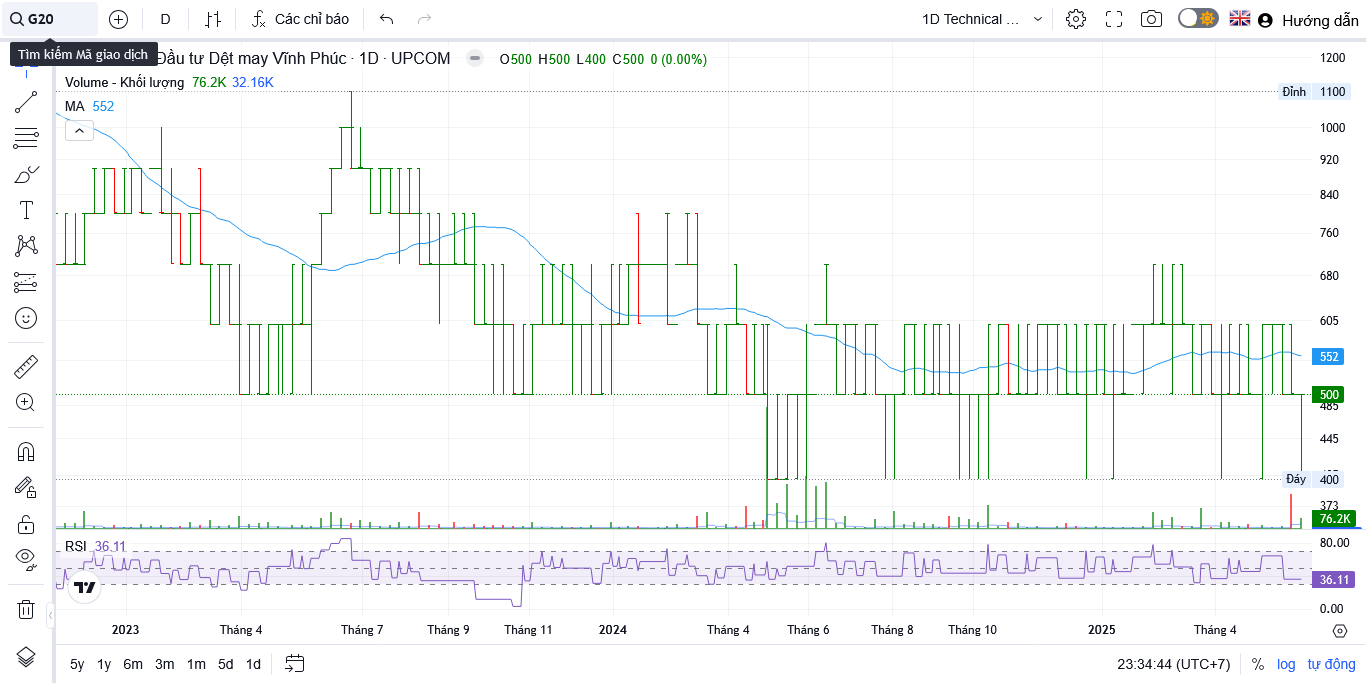 G20
D
Các chỉ báo
1D Technical ...
Hướng dẫn
Tìm kiếm Mã giao dịch
Đầu tư Dệt may Vĩnh Phúc · 1D · UPCOM
O500 H500 L400 C500 0 (0.00%)
Volume - Khối lượng 76.2K 32.16K
MA 552
1200
Đỉnh 1100
1000
920
840
760
680
605
552
500
485
445
Đáy 400
373
76.2K
RSI 36.11
80.00
36.11
0.00
2023 Tháng 4 Tháng 7 Tháng 9 Tháng 11 2024 Tháng 4 Tháng 6 Tháng 8 Tháng 10 2025 Tháng 4
5y 1y 6m 3m 1m 5d 1d
23:34:44 (UTC+7) % log tự động